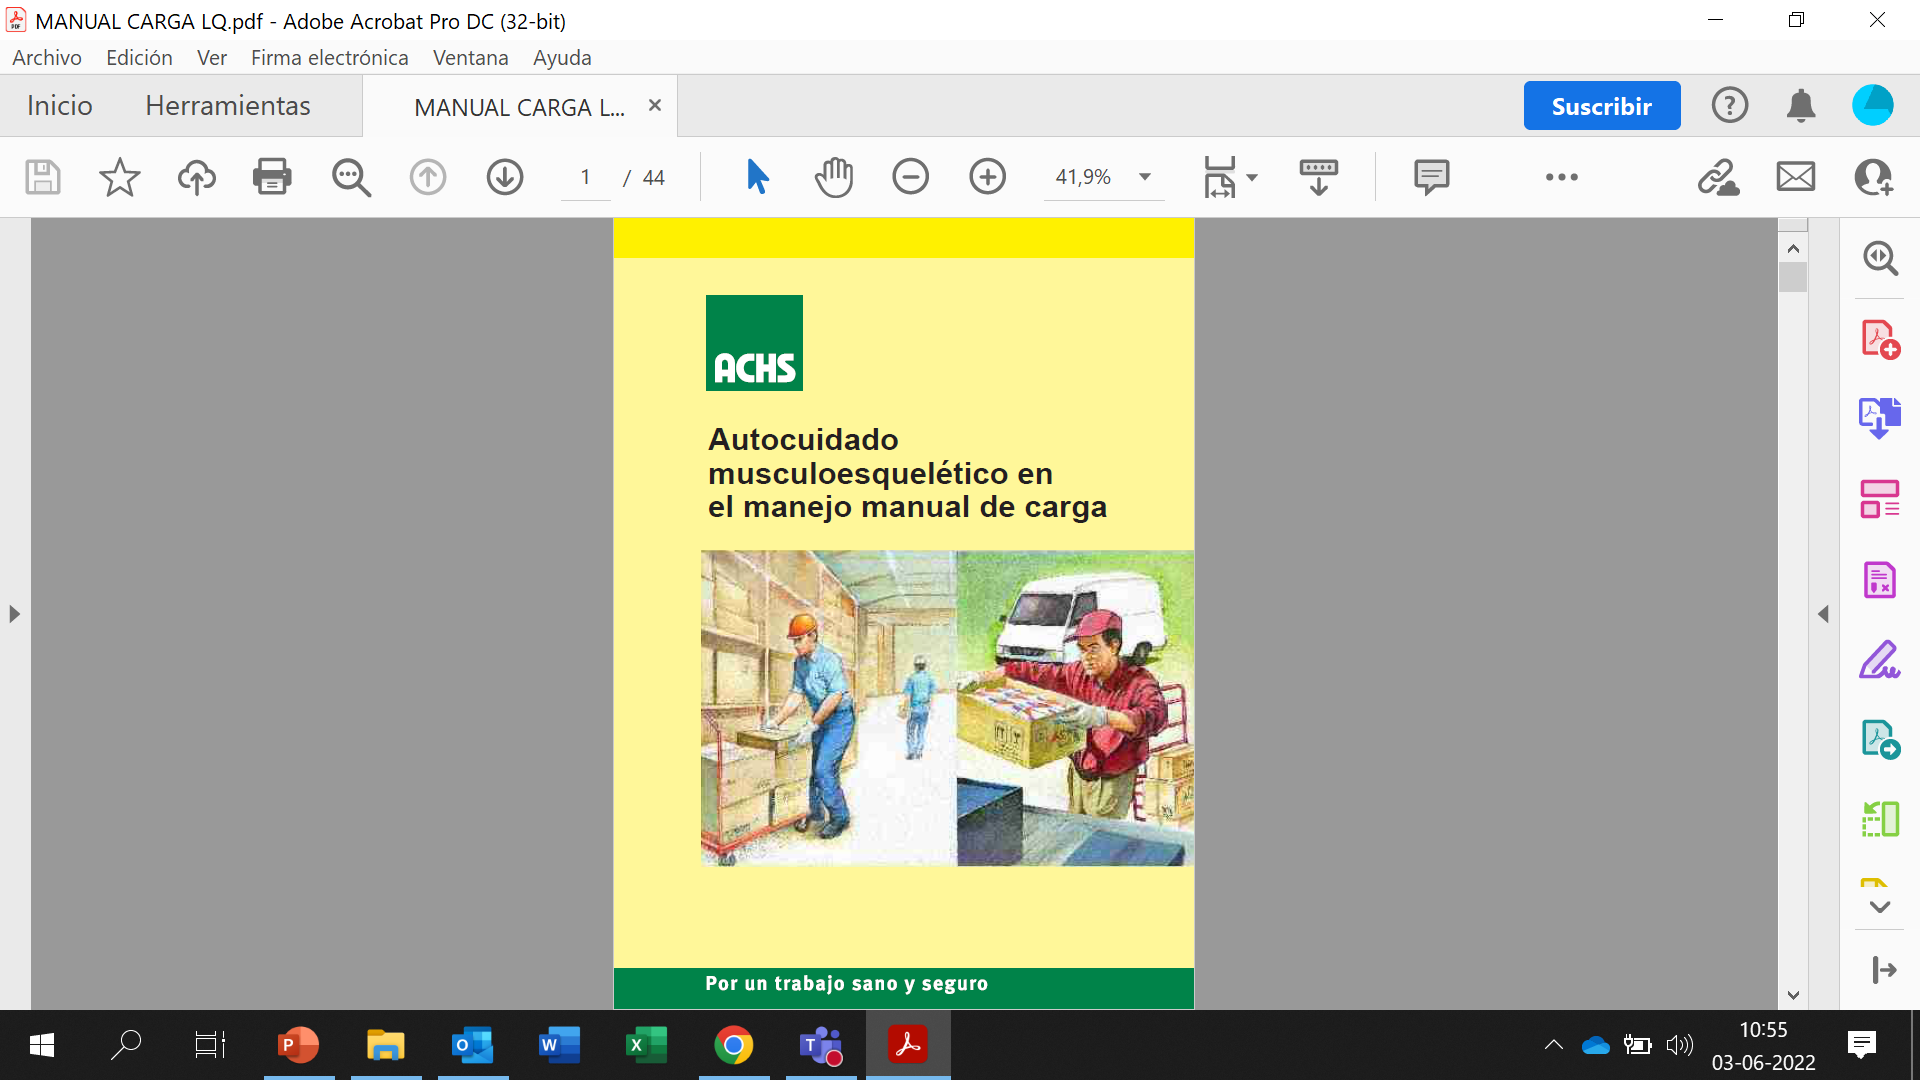 MANUAL CARGA LQ.pdf - Adobe Acrobat Pro DC (32-bit)
Archivo Edición Ver Firma electrónica Ventana Ayuda
Inicio Herramientas MANUAL CARGA L... Suscribir
1 / 44 41,9%
ACHS
Autocuidado
musculoesquelético en
el manejo manual de carga
Por un trabajo sano y seguro
10:55
03-06-2022